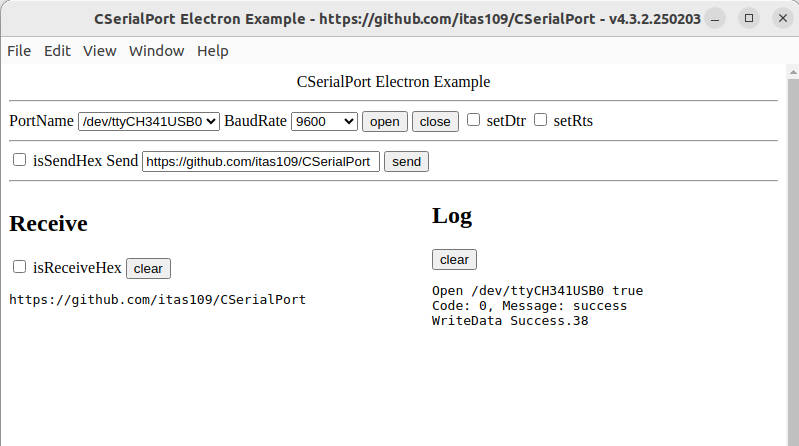 CSerialPort Electron Example - https://github.com/itas109/CSerialPort - v4.3.2.250203
File Edit View Window Help
CSerialPort Electron Example
PortName /dev/ttyCH341USB0 BaudRate 9600 open close setDtr setRts
isSendHex Send https://github.com/itas109/CSerialPort send
Receive
isReceiveHex clear
https://github.com/itas109/CSerialPort
Log
clear
Open /dev/ttyCH341USB0 true
Code: 0, Message: success
WriteData Success.38